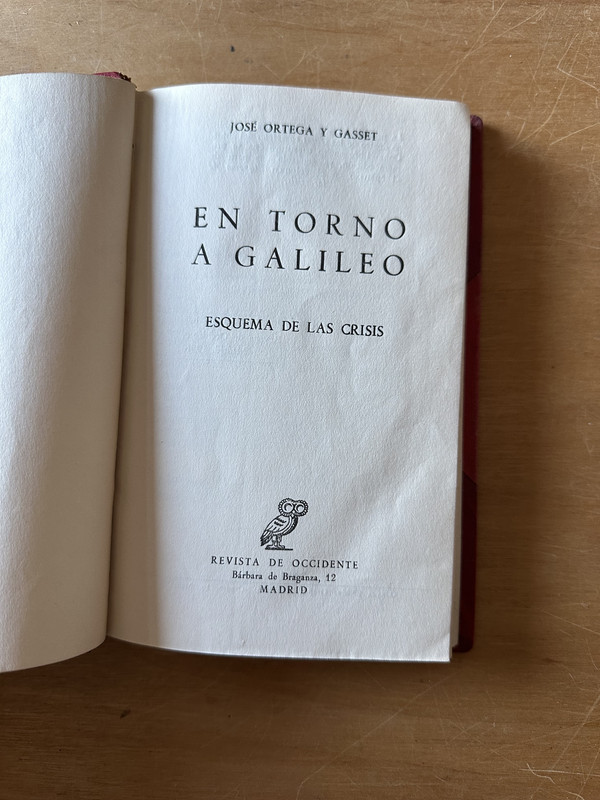 JOSÉ ORTEGA Y GASSET
EN TORNO
A GALILEO
ESQUEMA DE LAS CRISIS
REVISTA DE OCCIDENTE
Bárbara de Braganza, 12
MADRID